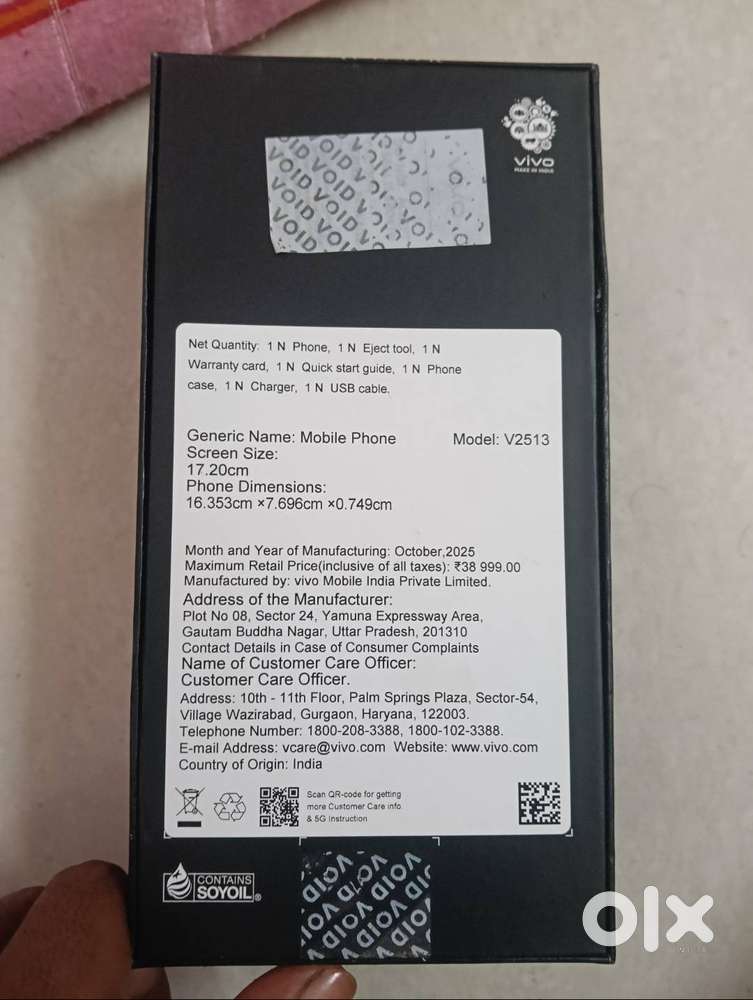 vivo
MAKE IN INDIA
VOID VOID VOID
VOID VOID VOID
VOID VOID
Net Quantity: 1 N Phone, 1 N Eject tool, 1 N
Warranty card, 1 N Quick start guide, 1 N Phone
case, 1 N Charger, 1 N USB cable.
Generic Name: Mobile Phone Model: V2513
Screen Size:
17.20cm
Phone Dimensions:
16.353cm ×7.696cm ×0.749cm
Month and Year of Manufacturing: October,2025
Maximum Retail Price(inclusive of all taxes): ₹38 999.00
Manufactured by: vivo Mobile India Private Limited.
Address of the Manufacturer:
Plot No 08, Sector 24, Yamuna Expressway Area,
Gautam Buddha Nagar, Uttar Pradesh, 201310
Contact Details in Case of Consumer Complaints
Name of Customer Care Officer:
Customer Care Officer.
Address: 10th - 11th Floor, Palm Springs Plaza, Sector-54,
Village Wazirabad, Gurgaon, Haryana, 122003.
Telephone Number: 1800-208-3388, 1800-102-3388.
E-mail Address: vcare@vivo.com Website: www.vivo.com
Country of Origin: India
Scan QR-code for getting
more Customer Care info.
& 5G Instruction
CONTAINS
SOYOIL®
VOID VOID
VOID VOID
olx